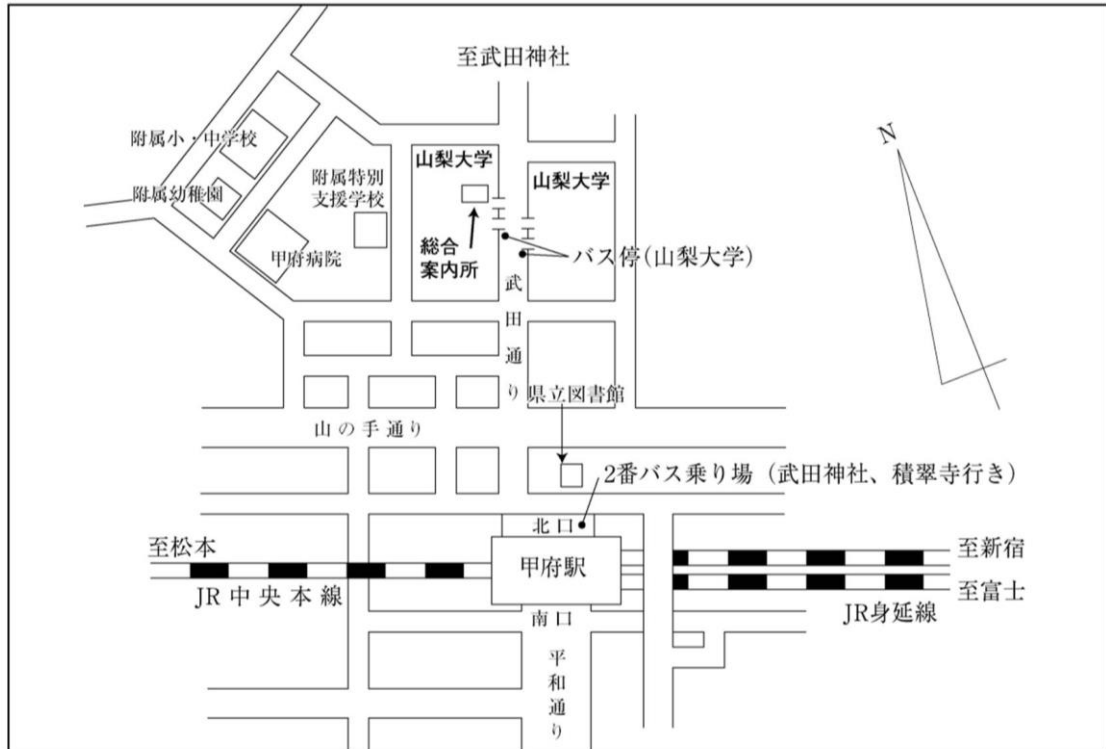 至武田神社
N
附属小・中学校
山梨大学
附属特別
支援学校
山梨大学
附属幼稚園
総合
案内所
甲府病院
バス停(山梨大学)
武田通り
県立図書館
山の手通り
2番バス乗り場（武田神社、積翠寺行き）
北口
至松本
甲府駅
至新宿
JR中央本線
至富士
南口
JR身延線
平和通り